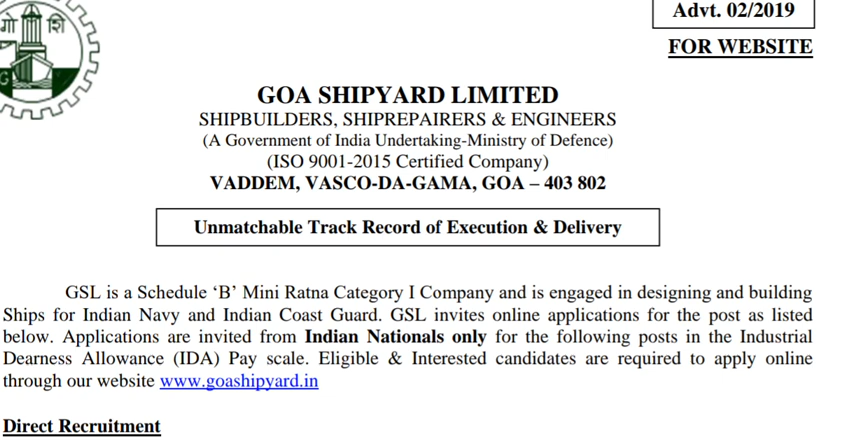 Advt. 02/2019
FOR WEBSITE
गो शि
G
GOA SHIPYARD LIMITED
SHIPBUILDERS, SHIPREPAIRERS & ENGINEERS
(A Government of India Undertaking-Ministry of Defence)
(ISO 9001-2015 Certified Company)
VADDEM, VASCO-DA-GAMA, GOA – 403 802
Unmatchable Track Record of Execution & Delivery
GSL is a Schedule ‘B’ Mini Ratna Category I Company and is engaged in designing and building
Ships for Indian Navy and Indian Coast Guard. GSL invites online applications for the post as listed
below. Applications are invited from Indian Nationals only for the following posts in the Industrial
Dearness Allowance (IDA) Pay scale. Eligible & Interested candidates are required to apply online
through our website www.goashipyard.in
Direct Recruitment